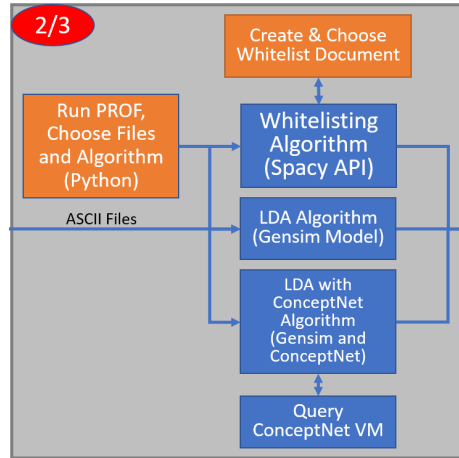 2/3
Create & Choose
Whitelist Document
Run PROF,
Choose Files
and Algorithm
(Python)
Whitelisting
Algorithm
(Spacy API)
ASCII Files
LDA Algorithm
(Gensim Model)
LDA with
ConceptNet
Algorithm
(Gensim and
ConceptNet)
Query
ConceptNet VM